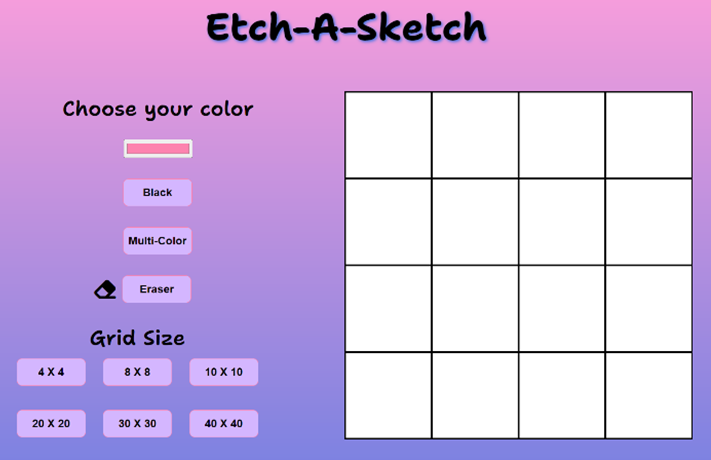 Etch-A-Sketch
Choose your color
Black
Multi-Color
Eraser
Grid Size
4 X 4 8 X 8 10 X 10
20 X 20 30 X 30 40 X 40